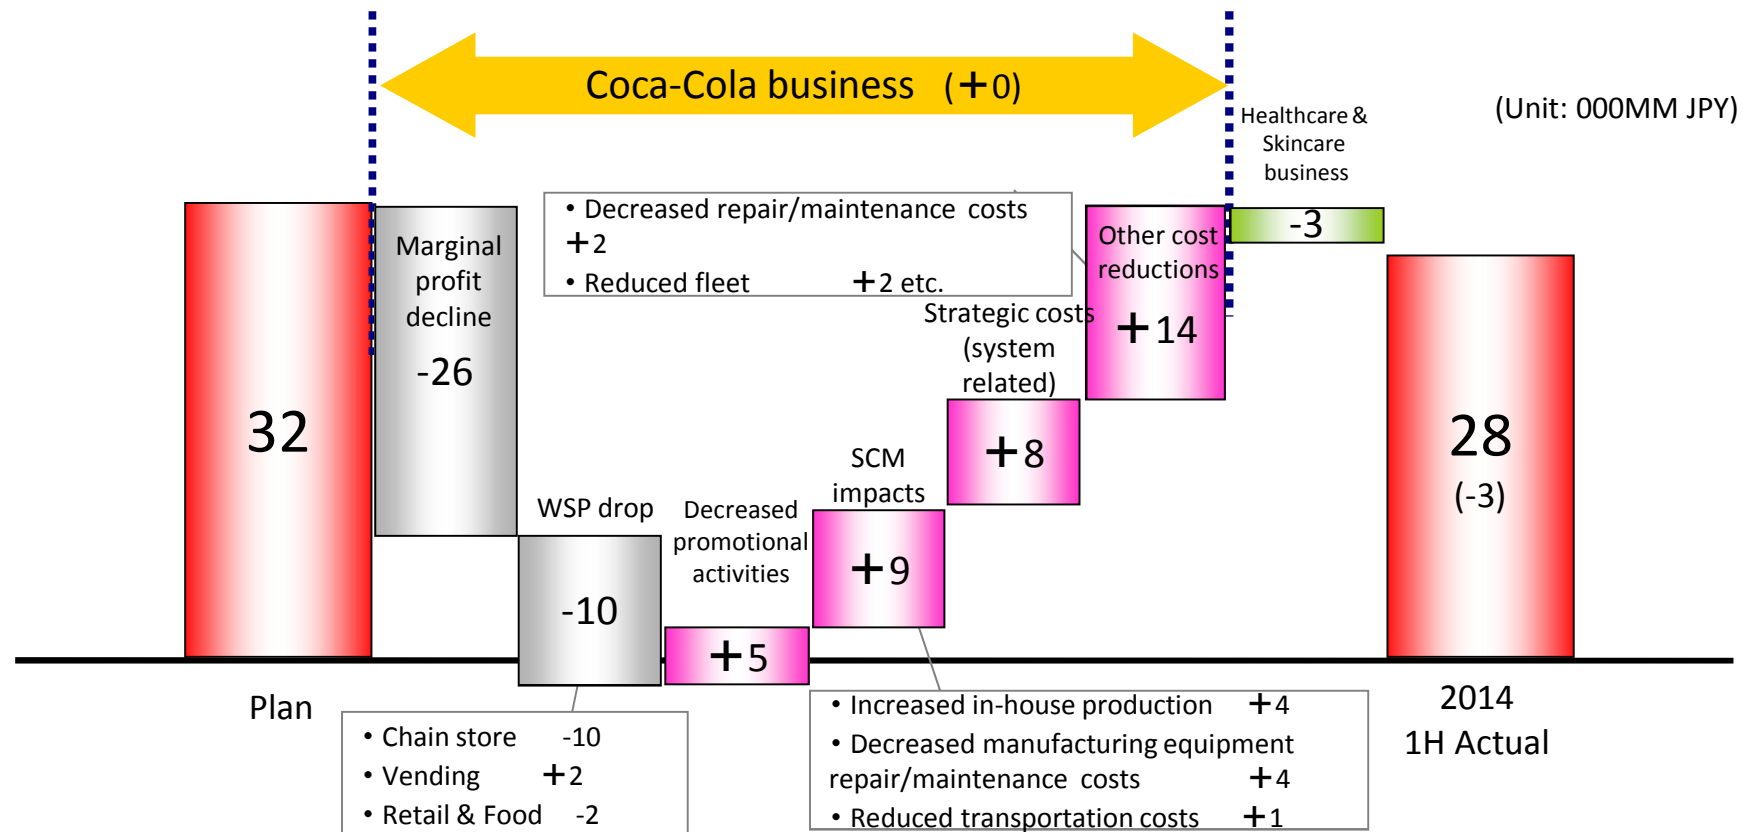 Coca-Cola business (+0)
(Unit: 000MM JPY)
Healthcare &
Skincare
business
-3
• Decreased repair/maintenance costs
+2
• Reduced fleet +2 etc.
Marginal
profit
decline
-26
Other cost
reductions
+14
Strategic costs
(system
related)
+8
32
28
(-3)
SCM
impacts
+9
WSP drop
-10
Decreased
promotional
activities
+5
Plan
2014
1H Actual
• Chain store -10
• Vending +2
• Retail & Food -2
• Increased in-house production +4
• Decreased manufacturing equipment
repair/maintenance costs +4
• Reduced transportation costs +1